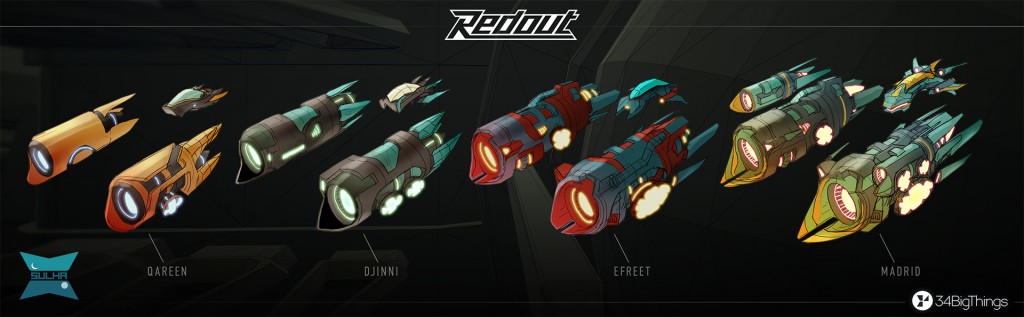 Redout
SULHA
QAREEN
DJINNI
EFREET
MADRID
34BigThings